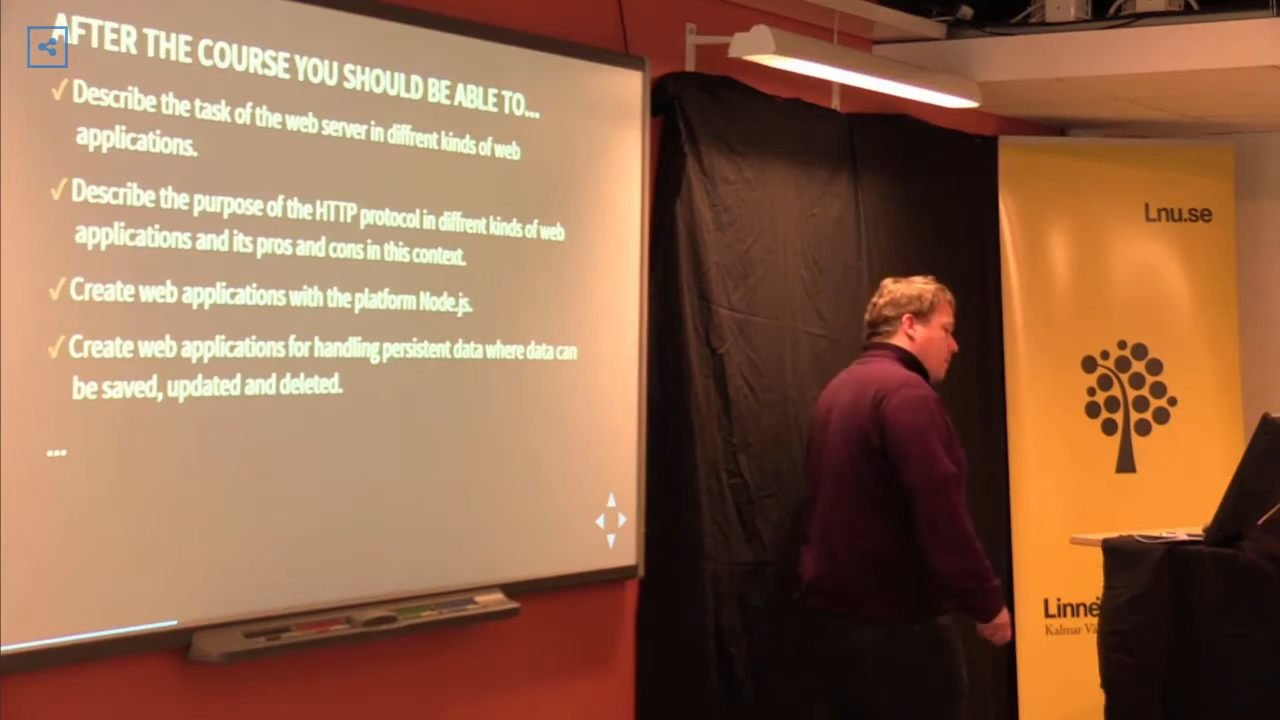 AFTER THE COURSE YOU SHOULD BE ABLE TO...
✓ Describe the task of the web server in diffrent kinds of web
applications.
✓ Describe the purpose of the HTTP protocol in diffrent kinds of web
applications and its pros and cons in this context.
✓ Create web applications with the platform Node.js.
✓ Create web applications for handling persistent data where data can
be saved, updated and deleted.
...
Lnu.se
Linne
Kalmar Vä